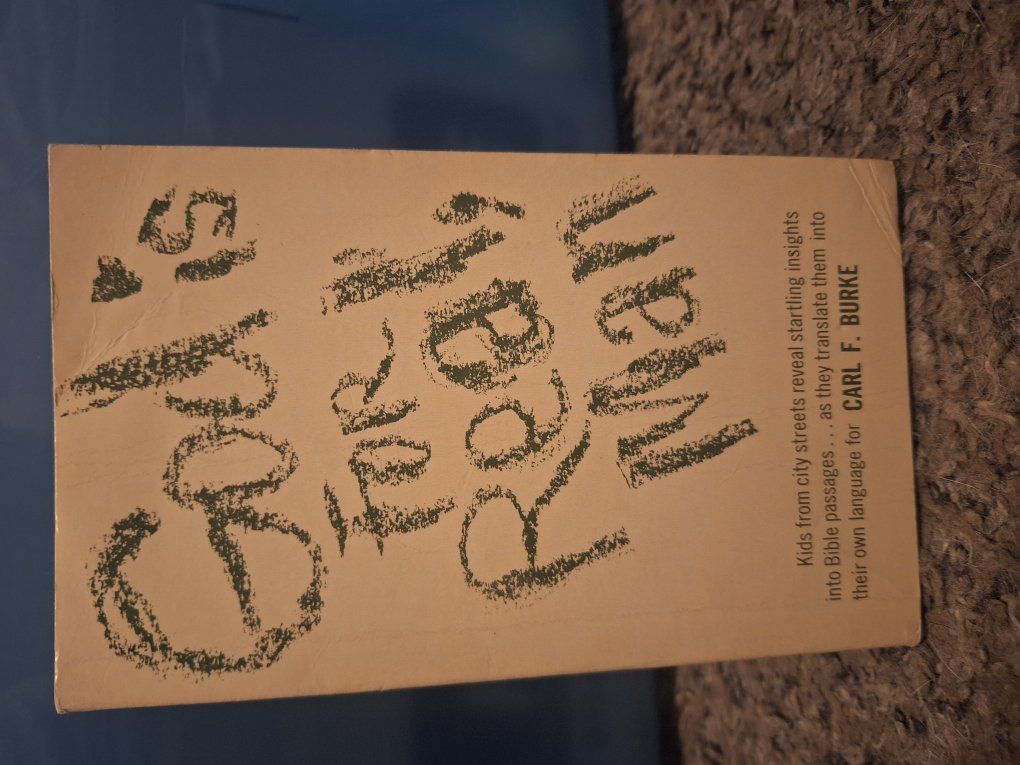 God 'is
For Real,
Man
Kids from city streets reveal startling insights
into Bible passages... as they translate them into
their own language for CARL F. BURKE